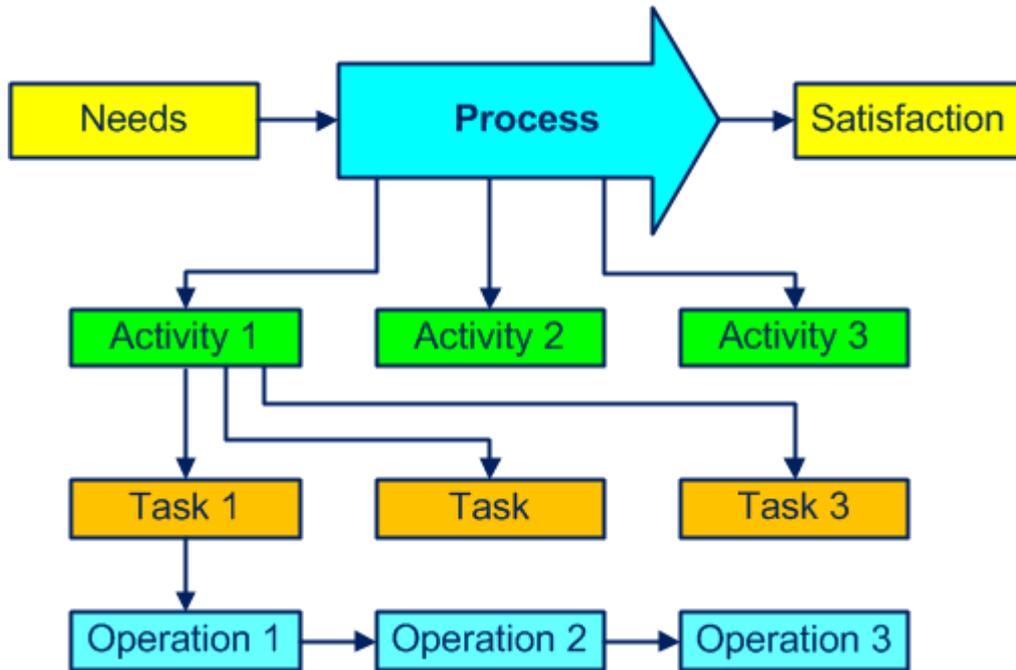 Needs
Process
Satisfaction
Activity 1
Activity 2
Activity 3
Task 1
Task
Task 3
Operation 1
Operation 2
Operation 3